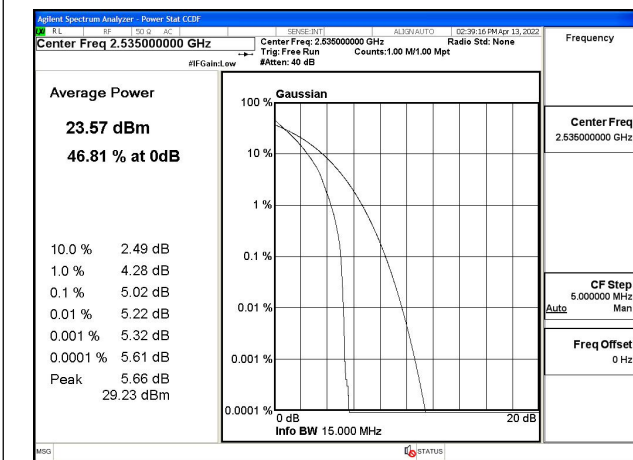 Agilent Spectrum Analyzer - Power Stat CCDF
RL RF 50 Ω AC SENSE:INT ALIGN AUTO 02:39:16 PM Apr 13, 2022
Center Freq 2.535000000 GHz
Center Freq: 2.535000000 GHz Radio Std: None
Trig: Free Run Counts:1.00 M/1.00 Mpt
#IFGain:Low #Atten: 40 dB
Frequency
Average Power
23.57 dBm
46.81 % at 0dB
10.0 % 2.49 dB
1.0 % 4.28 dB
0.1 % 5.02 dB
0.01 % 5.22 dB
0.001 % 5.32 dB
0.0001 % 5.61 dB
Peak 5.66 dB
29.23 dBm
Gaussian
100 %
10 %
1 %
0.1 %
0.01 %
0.001 %
0.0001 %
0 dB 20 dB
Info BW 15.000 MHz
Center Freq
2.535000000 GHz
CF Step
5.000000 MHz
Auto Man
Freq Offset
0 Hz
MSG STATUS